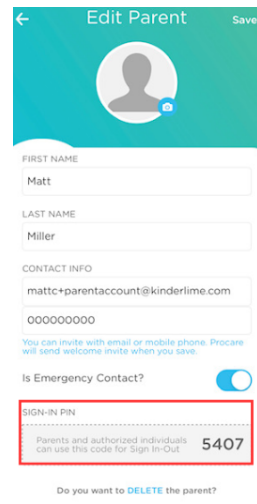 Edit Parent
Save
FIRST NAME
Matt
LAST NAME
Miller
CONTACT INFO
mattc+parentaccount@kinderlime.com
000000000
You can invite with email or mobile phone. Procare
will send welcome invite when you save.
Is Emergency Contact?
SIGN-IN PIN
Parents and authorized individuals
can use this code for Sign In-Out
5407
Do you want to DELETE the parent?